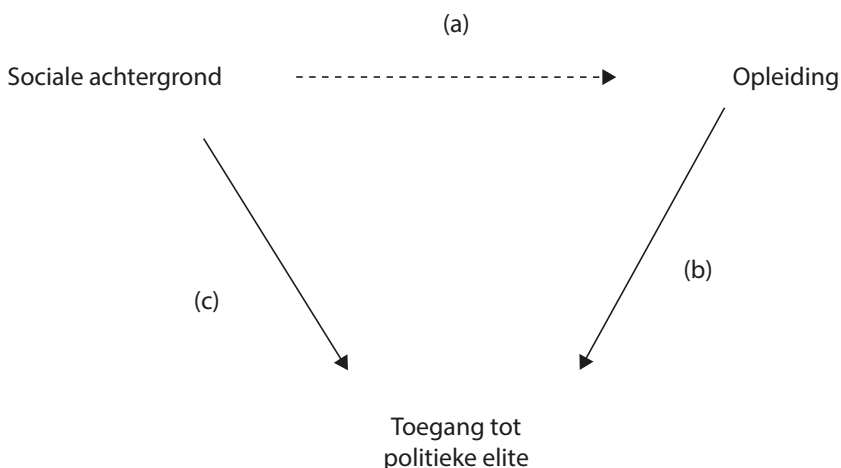 (a)
Sociale achtergrond
Opleiding
(b)
(c)
Toegang tot
politieke elite